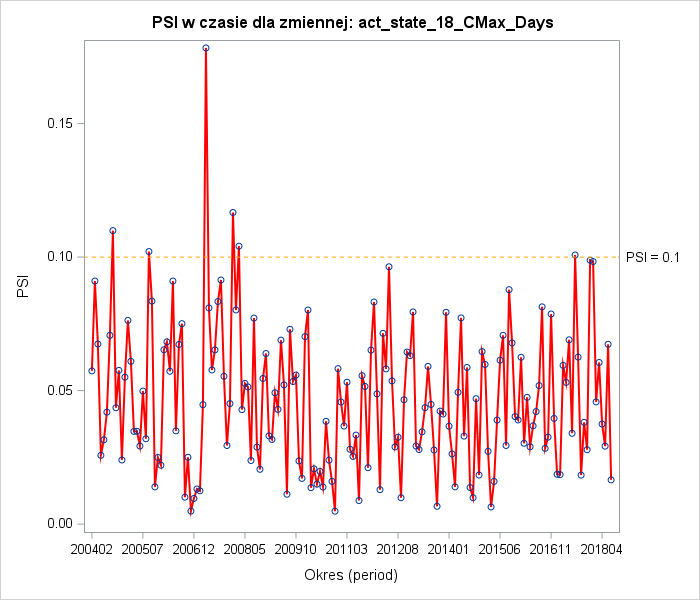 PSI w czasie dla zmiennej: act_state_18_CMax_Days
0.15
0.10
PSI = 0.1
PSI
0.05
0.00
200402 200507 200612 200805 200910 201103 201208 201401 201506 201611 201804
Okres (period)